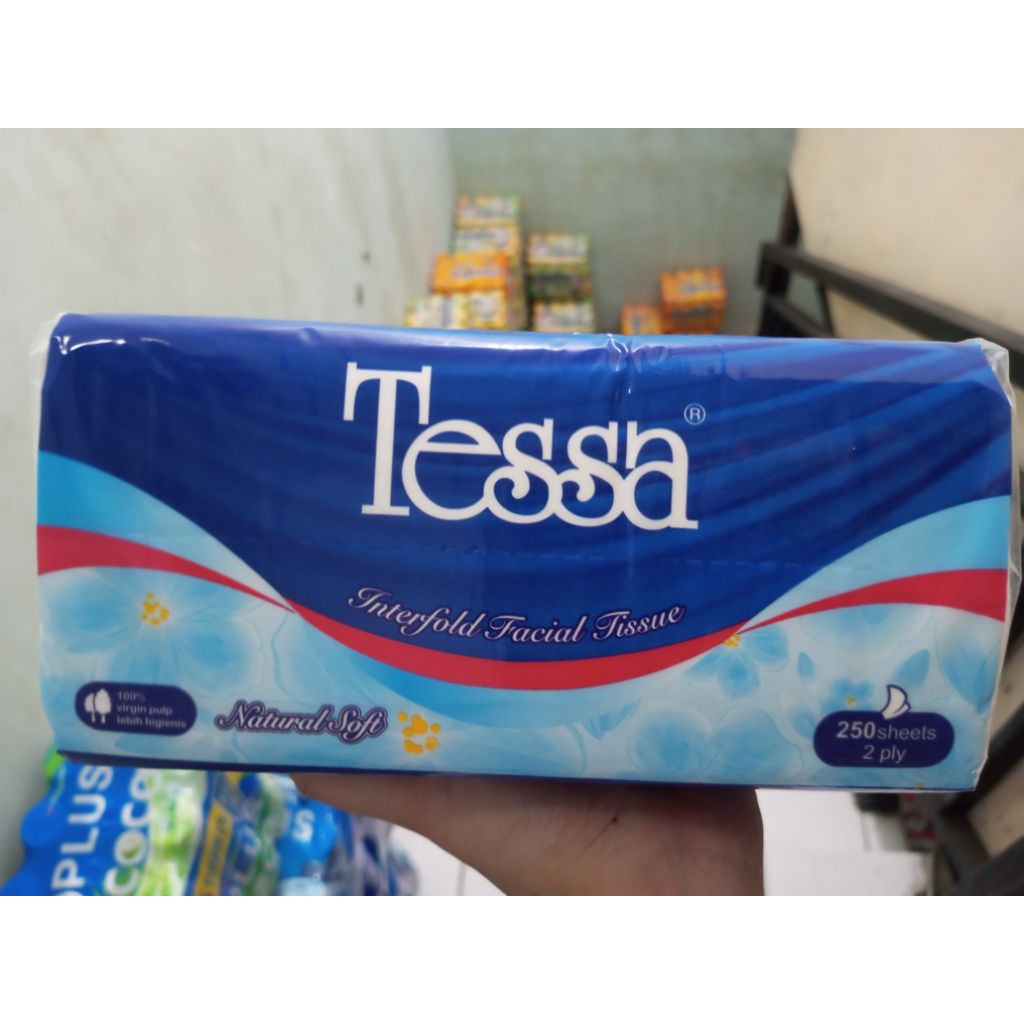 Tessa®
Interfold Facial Tissue
100%
virgin pulp
lebih higienis
Natural Soft
250 sheets
2 ply
PLUS
COCO
S